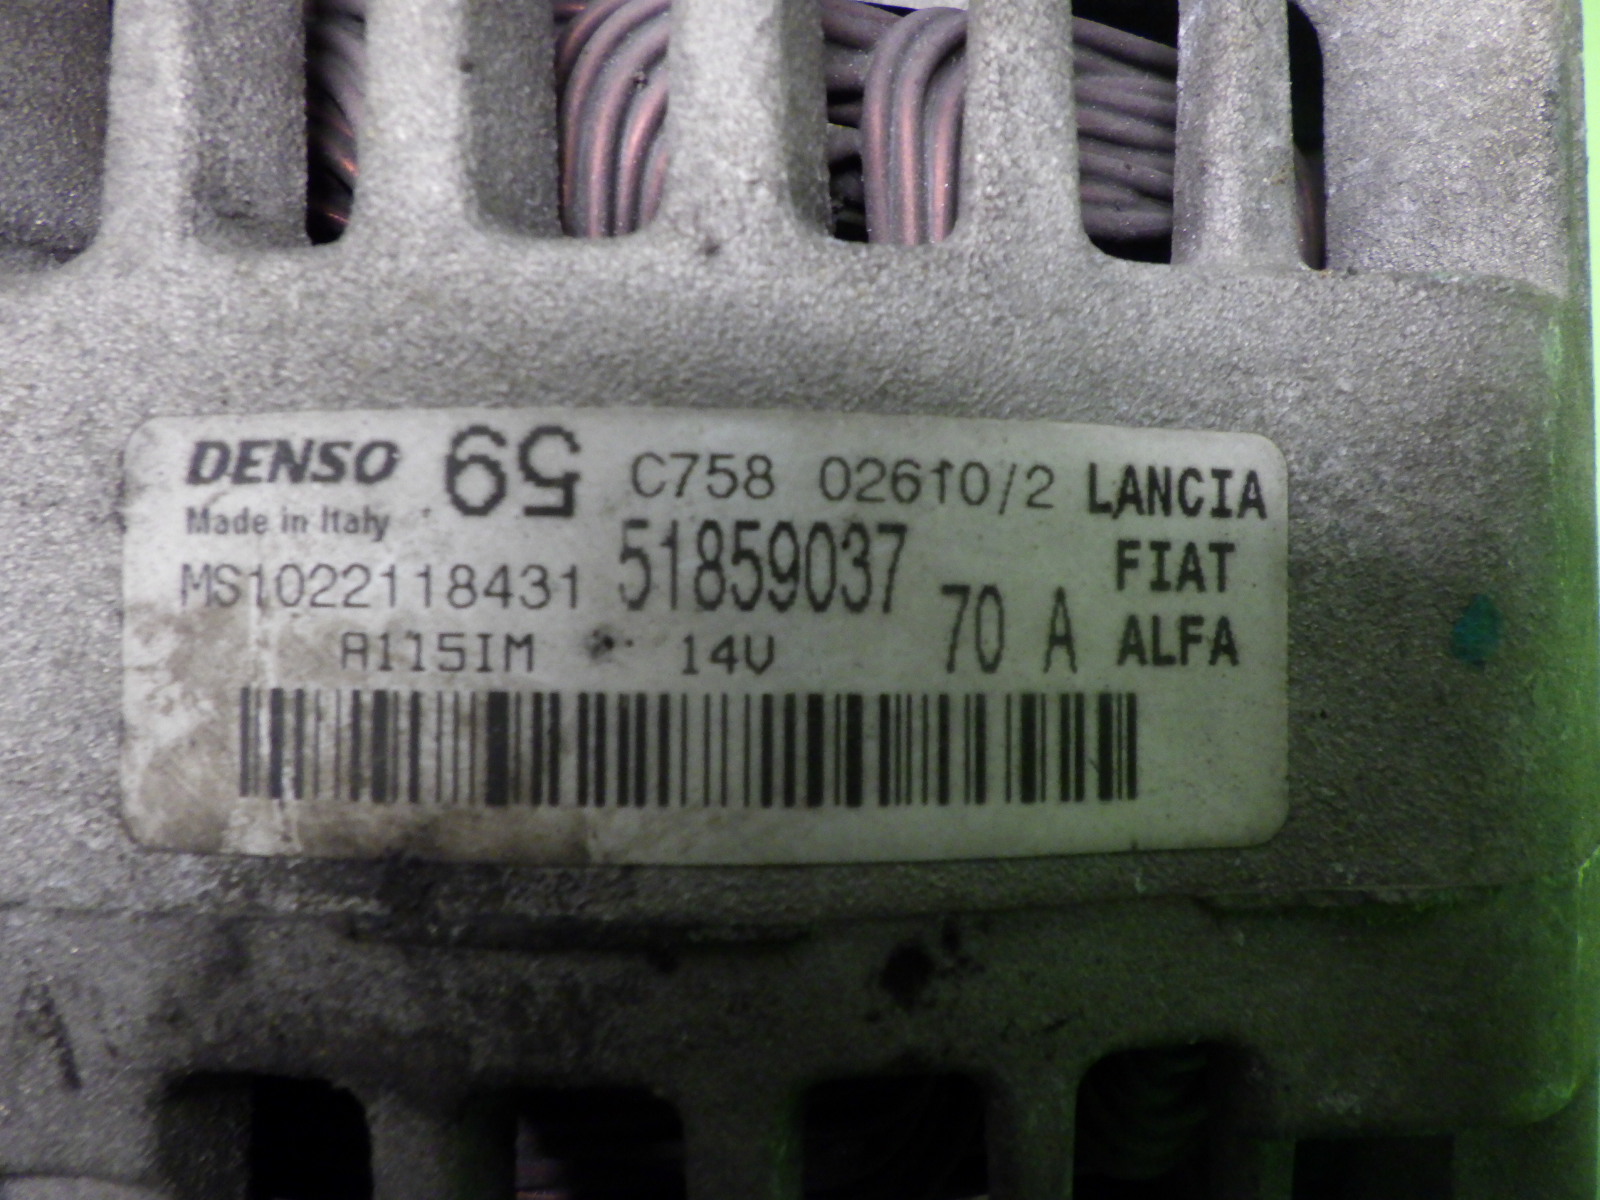 DENSO 59 C758 02610/2 LANCIA
Made in Italy 51859037 FIAT
MS1022118431 70 A ALFA
A115IM 14V
A